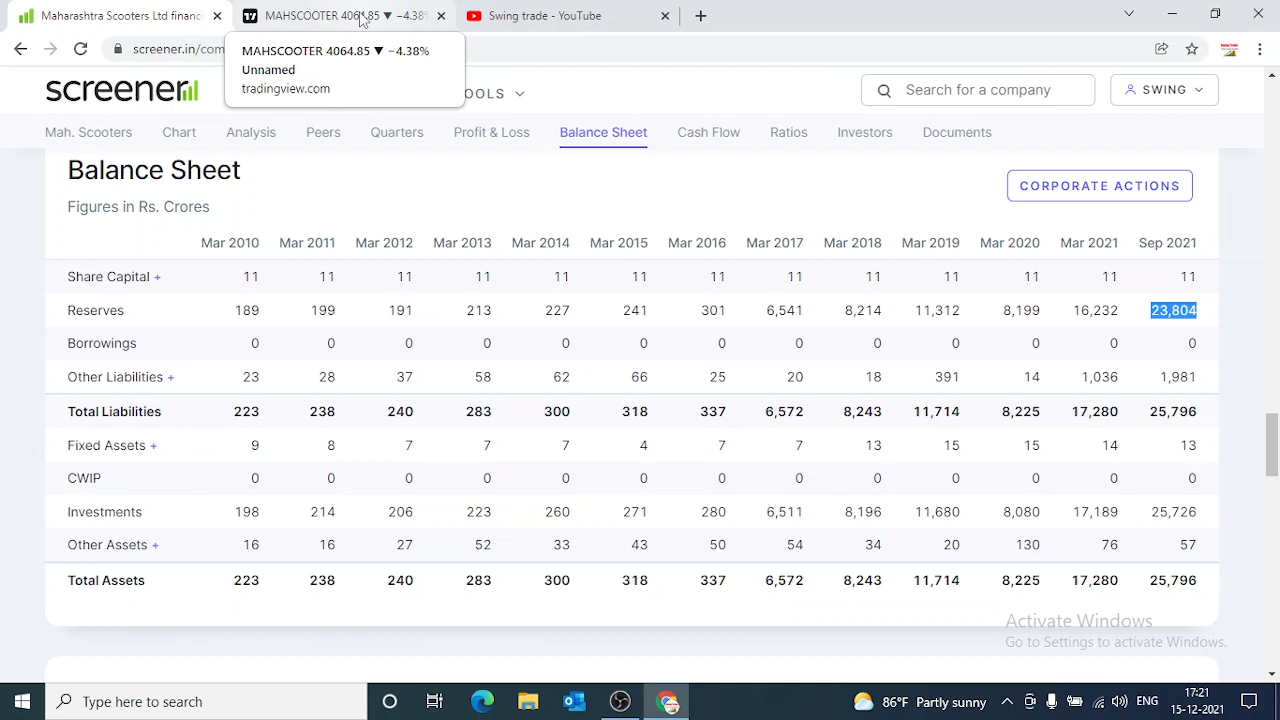 Maharashtra Scooters Ltd financ
MAHSCOOTER 4064.85 ▼ −4.38%
Swing trade - YouTube
screener.in/com
MAHSCOOTER 4064.85 ▼ −4.38%
Unnamed
tradingview.com
screener
OOLS
Search for a company
SWING
Mah. Scooters Chart Analysis Peers Quarters Profit & Loss Balance Sheet Cash Flow Ratios Investors Documents
Balance Sheet
CORPORATE ACTIONS
Figures in Rs. Crores
Mar 2010 Mar 2011 Mar 2012 Mar 2013 Mar 2014 Mar 2015 Mar 2016 Mar 2017 Mar 2018 Mar 2019 Mar 2020 Mar 2021 Sep 2021
Share Capital + 11 11 11 11 11 11 11 11 11 11 11 11 11
Reserves 189 199 191 213 227 241 301 6,541 8,214 11,312 8,199 16,232 23,804
Borrowings 0 0 0 0 0 0 0 0 0 0 0 0 0
Other Liabilities + 23 28 37 58 62 66 25 20 18 391 14 1,036 1,981
Total Liabilities 223 238 240 283 300 318 337 6,572 8,243 11,714 8,225 17,280 25,796
Fixed Assets + 9 8 7 7 7 4 7 7 13 15 15 14 13
CWIP 0 0 0 0 0 0 0 0 0 0 0 0 0
Investments 198 214 206 223 260 271 280 6,511 8,196 11,680 8,080 17,189 25,726
Other Assets + 16 16 27 52 33 43 50 54 34 20 130 76 57
Total Assets 223 238 240 283 300 318 337 6,572 8,243 11,714 8,225 17,280 25,796
Activate Windows
Go to Settings to activate Windows.
Type here to search
86°F Partly sunny
ENG
17:21
15-12-2021